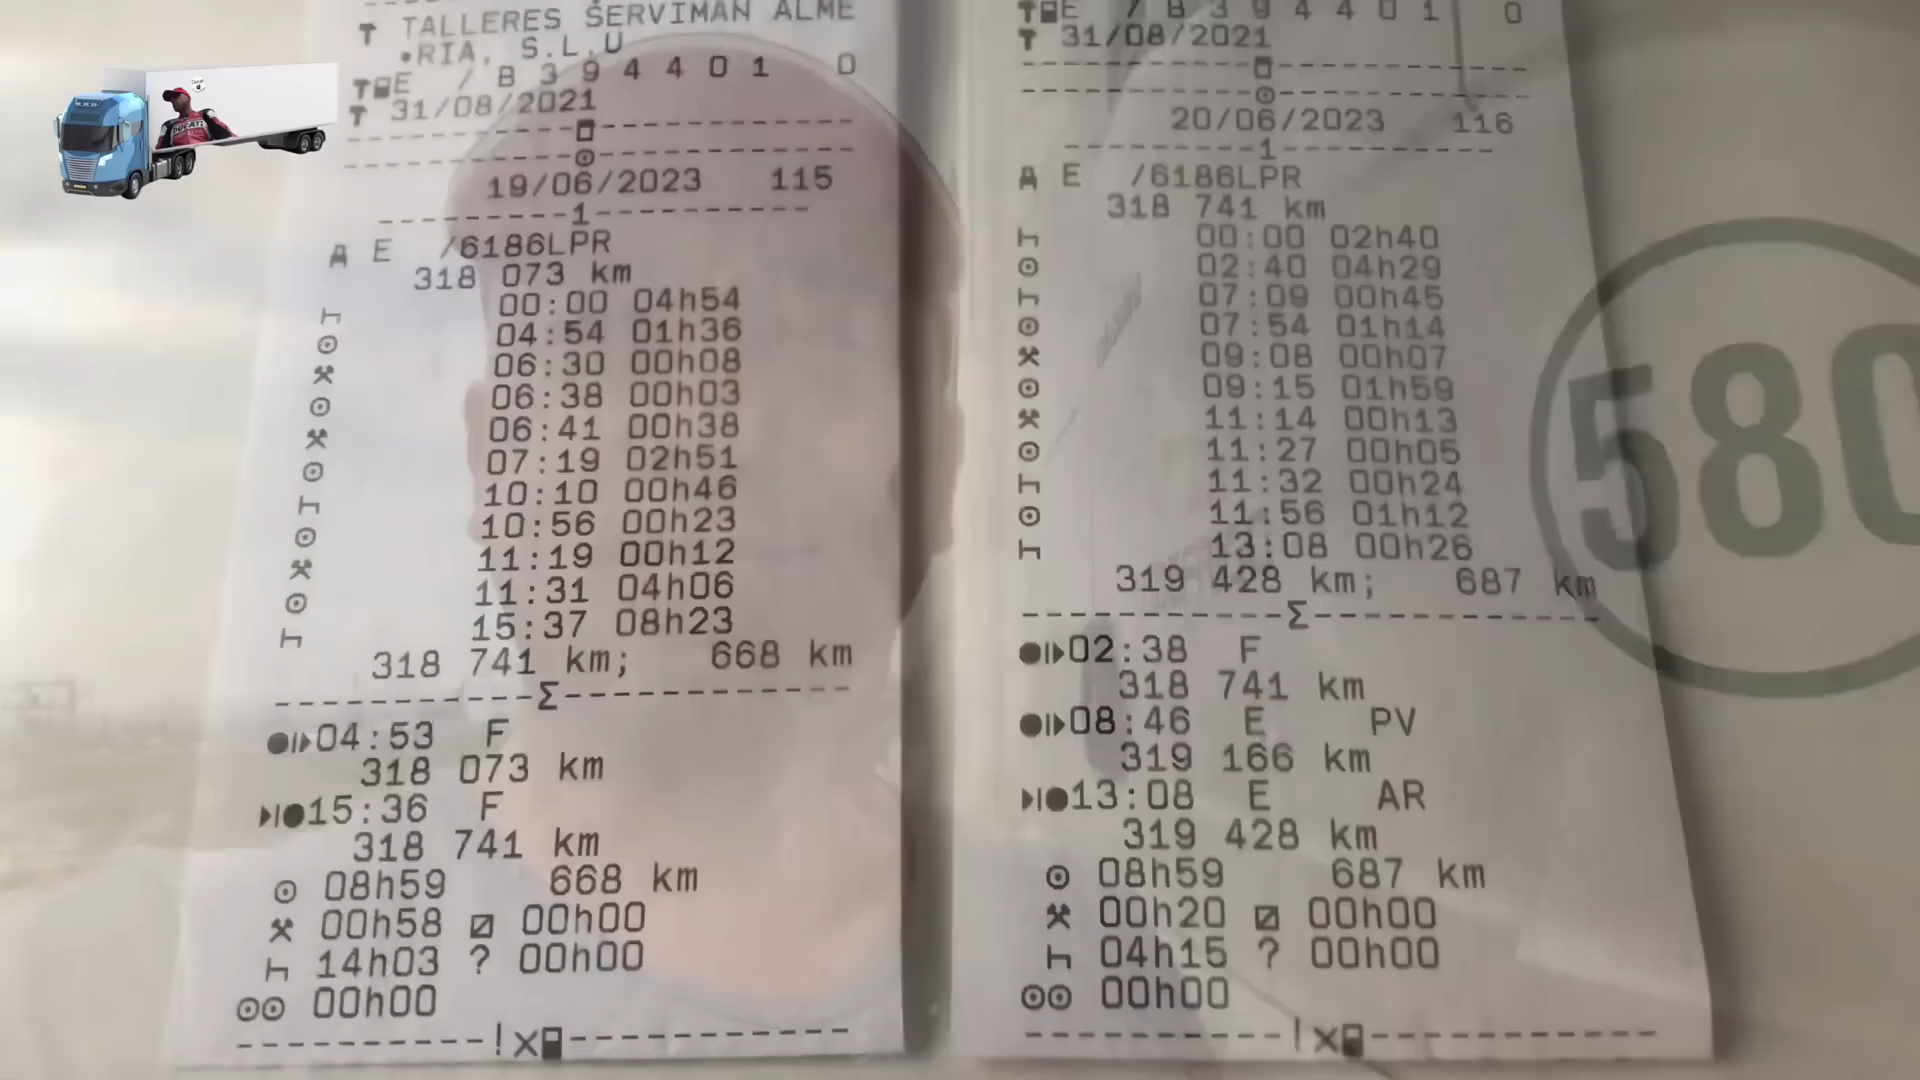 TALLERES SERVIMAN ALME
RIA, S.L.U
E / B 3 9 4 4 0 1 0
31/08/2021
19/06/2023 115
1
A E /6186LPR
318 073 km
00:00 04h54
04:54 01h36
06:30 00h08
06:38 00h03
06:41 00h38
07:19 02h51
10:10 00h46
10:56 00h23
11:19 00h12
11:31 04h06
15:37 08h23
318 741 km; 668 km
Σ
04:53 F
318 073 km
15:36 F
318 741 km
08h59 668 km
00h58 00h00
14h03 ? 00h00
00h00
! X
E / B 3 9 4 4 0 1 0
31/08/2021
20/06/2023 116
1
A E /6186LPR
318 741 km
00:00 02h40
02:40 04h29
07:09 00h45
07:54 01h14
09:08 00h07
09:15 01h59
11:14 00h13
11:27 00h05
11:32 00h24
11:56 01h12
13:08 00h26
319 428 km; 687 km
Σ
02:38 F
318 741 km
08:46 E PV
319 166 km
13:08 E AR
319 428 km
08h59 687 km
00h20 00h00
04h15 ? 00h00
00h00
! X
580
DUCATI